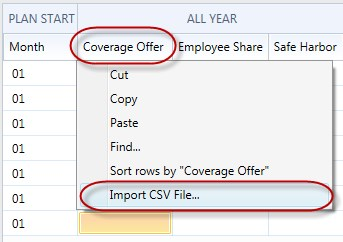 PLAN START ALL YEAR
Month Coverage Offer Employee Share Safe Harbor
01 Cut
01 Copy
01 Paste
01 Find...
01 Sort rows by "Coverage Offer"
01 Import CSV File...
01